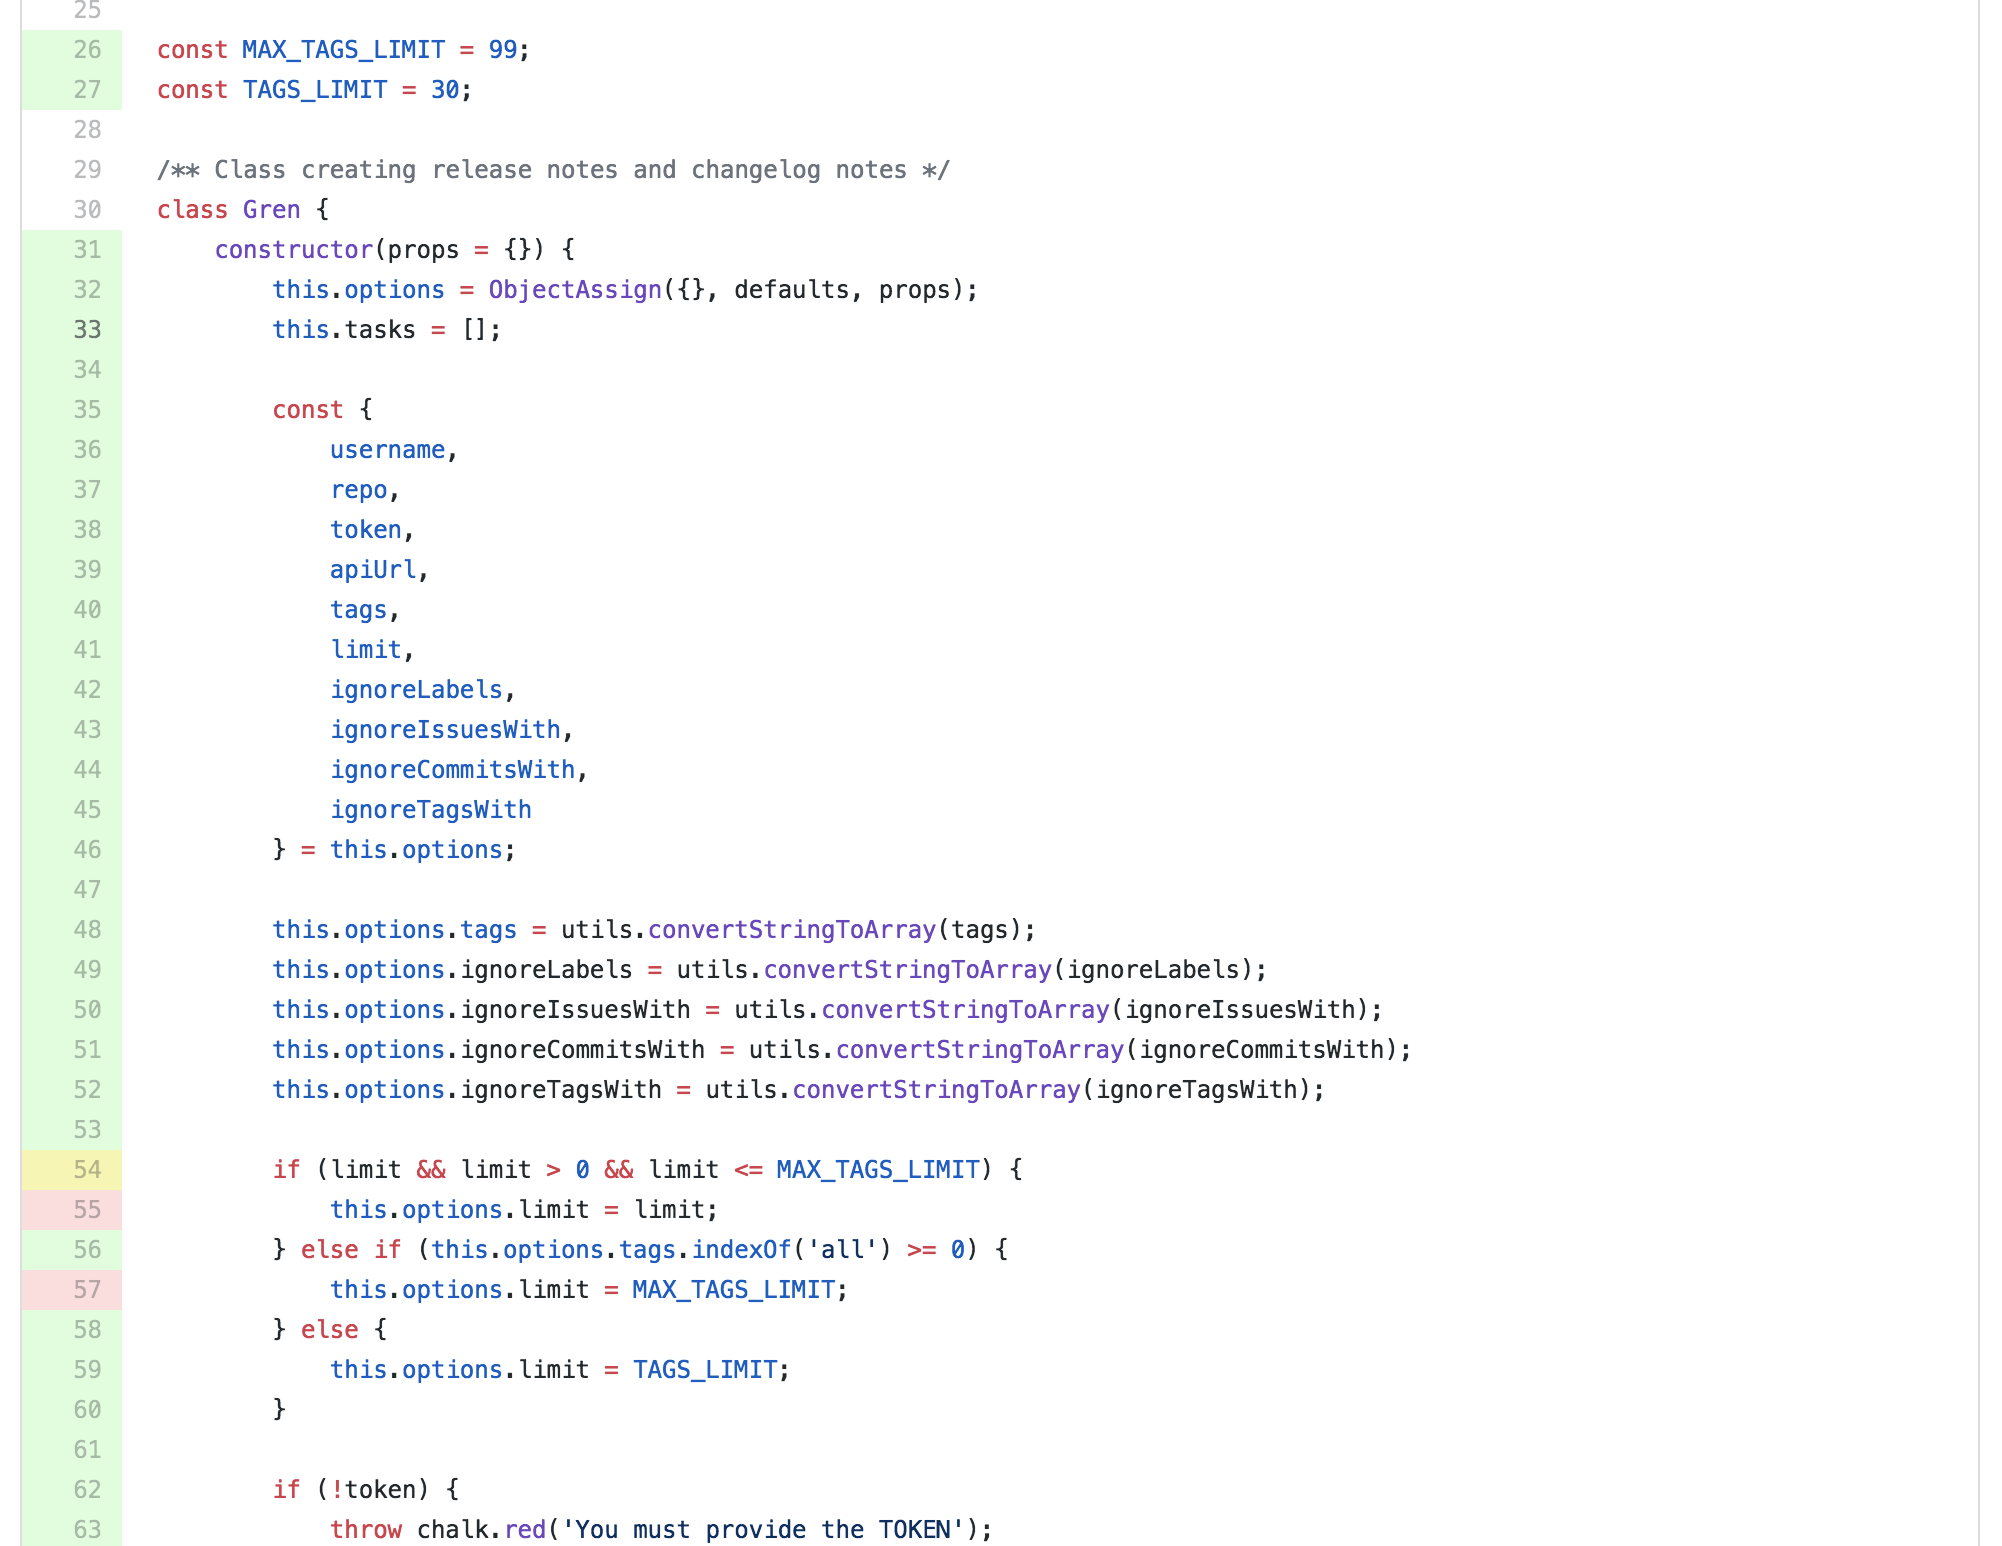 25
26 const MAX_TAGS_LIMIT = 99;
27 const TAGS_LIMIT = 30;
28
29 /** Class creating release notes and changelog notes */
30 class Gren {
31     constructor(props = {}) {
32         this.options = ObjectAssign({}, defaults, props);
33         this.tasks = [];
34
35         const {
36             username,
37             repo,
38             token,
39             apiUrl,
40             tags,
41             limit,
42             ignoreLabels,
43             ignoreIssuesWith,
44             ignoreCommitsWith,
45             ignoreTagsWith
46         } = this.options;
47
48         this.options.tags = utils.convertStringToArray(tags);
49         this.options.ignoreLabels = utils.convertStringToArray(ignoreLabels);
50         this.options.ignoreIssuesWith = utils.convertStringToArray(ignoreIssuesWith);
51         this.options.ignoreCommitsWith = utils.convertStringToArray(ignoreCommitsWith);
52         this.options.ignoreTagsWith = utils.convertStringToArray(ignoreTagsWith);
53
54         if (limit && limit > 0 && limit <= MAX_TAGS_LIMIT) {
55             this.options.limit = limit;
56         } else if (this.options.tags.indexOf('all') >= 0) {
57             this.options.limit = MAX_TAGS_LIMIT;
58         } else {
59             this.options.limit = TAGS_LIMIT;
60         }
61
62         if (!token) {
63             throw chalk.red('You must provide the TOKEN');